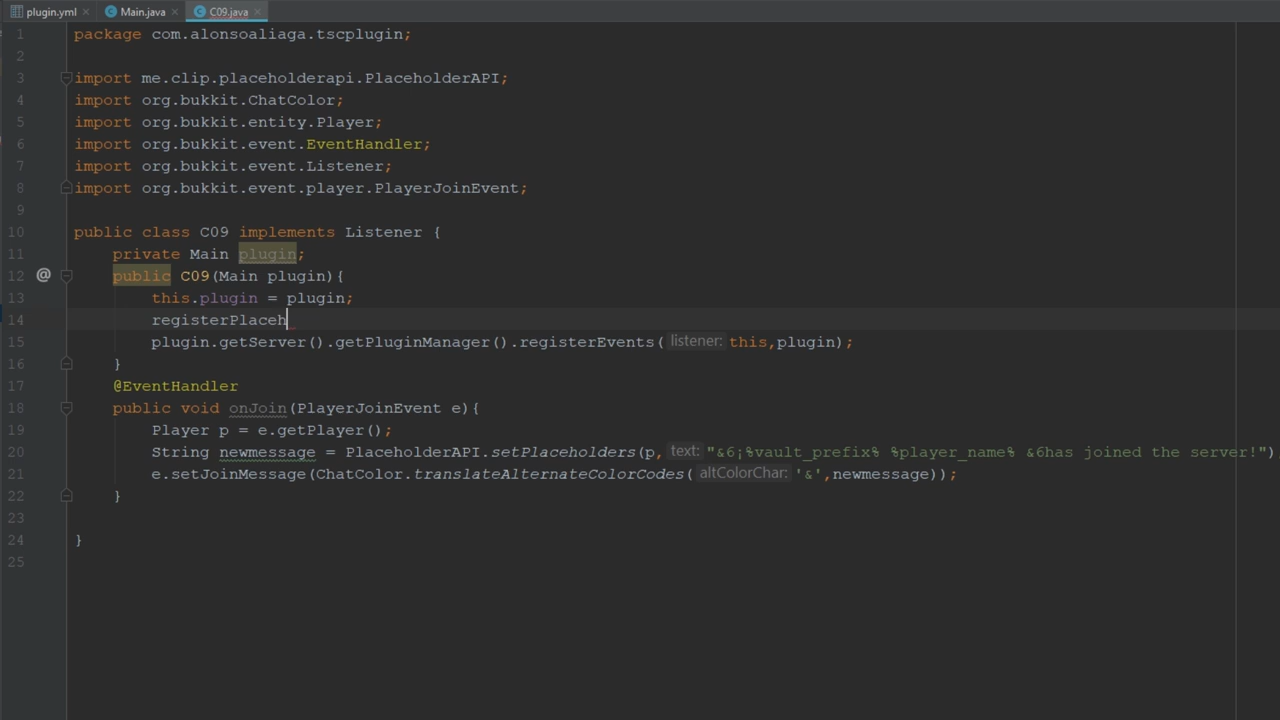 plugin.yml Main.java C09.java
1 package com.alonsoaliaga.tscplugin;
2
3 import me.clip.placeholderapi.PlaceholderAPI;
4 import org.bukkit.ChatColor;
5 import org.bukkit.entity.Player;
6 import org.bukkit.event.EventHandler;
7 import org.bukkit.event.Listener;
8 import org.bukkit.event.player.PlayerJoinEvent;
9
10 public class C09 implements Listener {
11 private Main plugin;
12 @ public C09(Main plugin){
13 this.plugin = plugin;
14 registerPlaceh
15 plugin.getServer().getPluginManager().registerEvents( listener: this,plugin);
16 }
17 @EventHandler
18 public void onJoin(PlayerJoinEvent e){
19 Player p = e.getPlayer();
20 String newmessage = PlaceholderAPI.setPlaceholders(p, text: "&6¡%vault_prefix% %player_name% &6has joined the server!")
21 e.setJoinMessage(ChatColor.translateAlternateColorCodes( altColorChar: '&',newmessage));
22 }
23
24 }
25